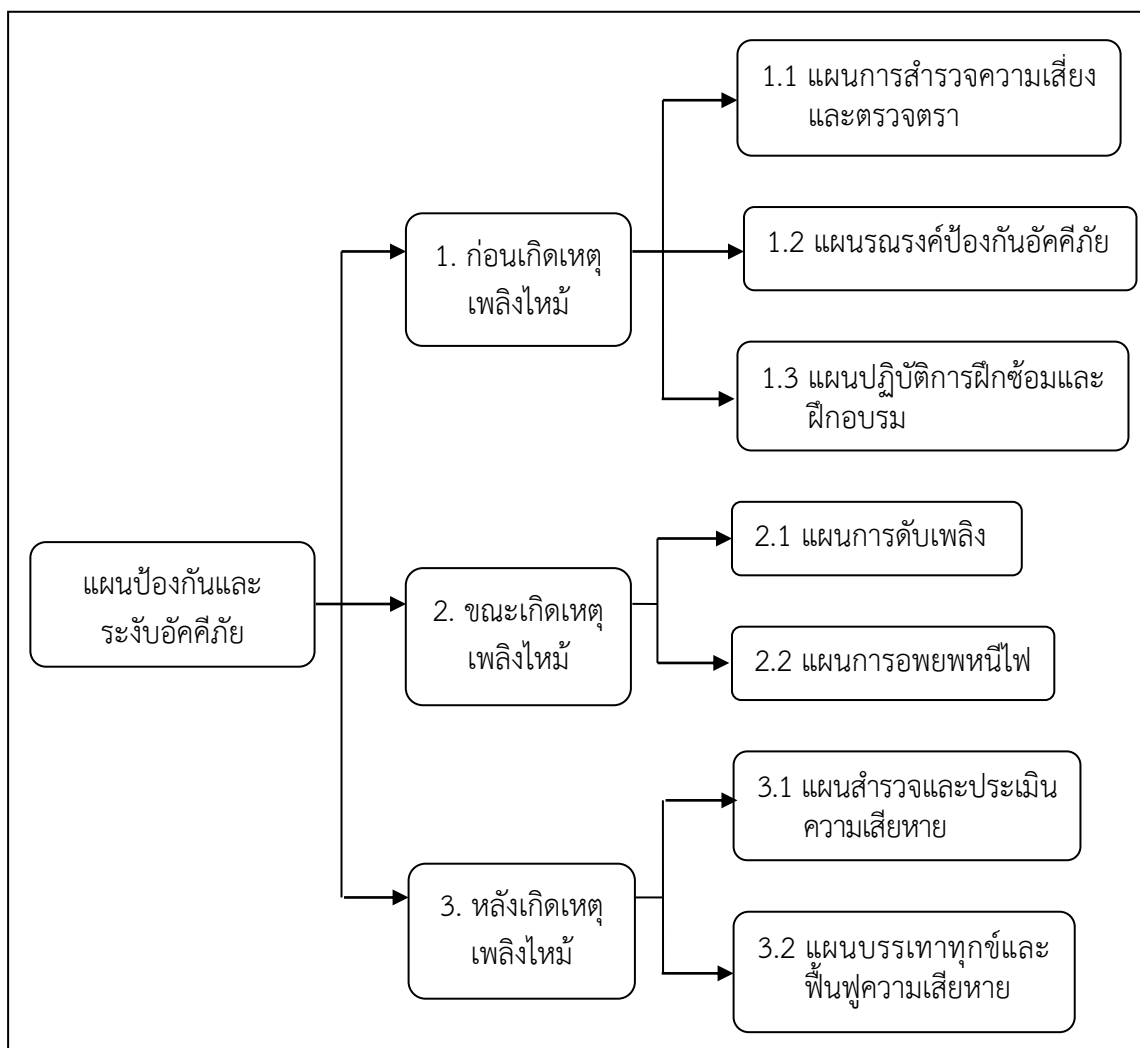 แผนป้องกันและ
ระงับอัคคีภัย
1. ก่อนเกิดเหตุ
เพลิงไหม้
1.1 แผนการสำรวจความเสี่ยง
และตรวจตรา
1.2 แผนรณรงค์ป้องกันอัคคีภัย
1.3 แผนปฏิบัติการฝึกซ้อมและ
ฝึกอบรม
2. ขณะเกิดเหตุ
เพลิงไหม้
2.1 แผนการดับเพลิง
2.2 แผนการอพยพหนีไฟ
3. หลังเกิดเหตุ
เพลิงไหม้
3.1 แผนสำรวจและประเมิน
ความเสียหาย
3.2 แผนบรรเทาทุกข์และ
ฟื้นฟูความเสียหาย